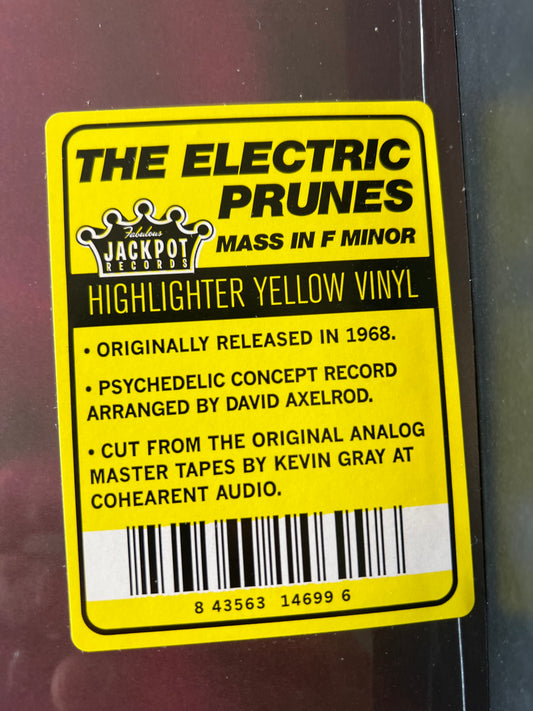 THE ELECTRIC
PRUNES
MASS IN F MINOR
Fabulous
JACKPOT
RECORDS
HIGHLIGHTER YELLOW VINYL
• ORIGINALLY RELEASED IN 1968.
• PSYCHEDELIC CONCEPT RECORD
ARRANGED BY DAVID AXELROD.
• CUT FROM THE ORIGINAL ANALOG
MASTER TAPES BY KEVIN GRAY AT
COHEARENT AUDIO.
8 43563 14699 6